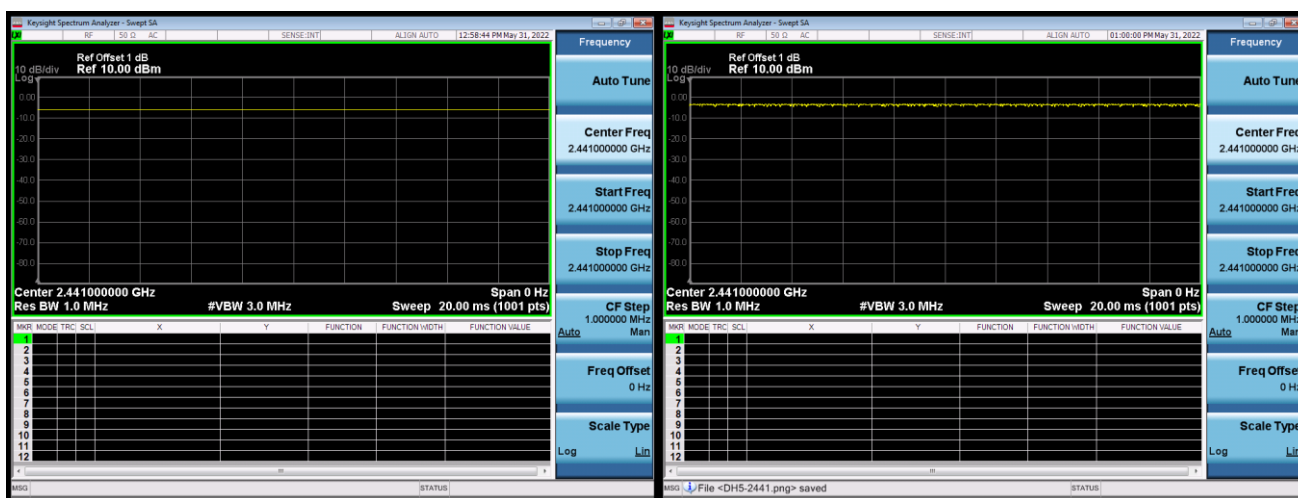 Keysight Spectrum Analyzer - Swept SA
RF 50 Ω AC SENSE:INT ALIGN AUTO 12:58:44 PM May 31, 2022
Frequency
Ref Offset 1 dB
10 dB/div Ref 10.00 dBm
Log
0.00
-10.0
-20.0
-30.0
-40.0
-50.0
-60.0
-70.0
-80.0
Center 2.441000000 GHz Span 0 Hz
Res BW 1.0 MHz #VBW 3.0 MHz Sweep 20.00 ms (1001 pts)
MKR MODE TRC SCL X Y FUNCTION FUNCTION WIDTH FUNCTION VALUE
1
2
3
4
5
6
7
8
9
10
11
12
MSG STATUS
Auto Tune
Center Freq
2.441000000 GHz
Start Freq
2.441000000 GHz
Stop Freq
2.441000000 GHz
CF Step
1.000000 MHz
Auto Man
Freq Offset
0 Hz
Scale Type
Log Lin
Keysight Spectrum Analyzer - Swept SA
RF 50 Ω AC SENSE:INT ALIGN AUTO 01:00:00 PM May 31, 2022
Frequency
Ref Offset 1 dB
10 dB/div Ref 10.00 dBm
Log
0.00
-10.0
-20.0
-30.0
-40.0
-50.0
-60.0
-70.0
-80.0
Center 2.441000000 GHz Span 0 Hz
Res BW 1.0 MHz #VBW 3.0 MHz Sweep 20.00 ms (1001 pts)
MKR MODE TRC SCL X Y FUNCTION FUNCTION WIDTH FUNCTION VALUE
1
2
3
4
5
6
7
8
9
10
11
12
MSG File <DH5-2441.png> saved STATUS
Auto Tune
Center Freq
2.441000000 GHz
Start Freq
2.441000000 GHz
Stop Freq
2.441000000 GHz
CF Step
1.000000 MHz
Auto Man
Freq Offset
0 Hz
Scale Type
Log Lin